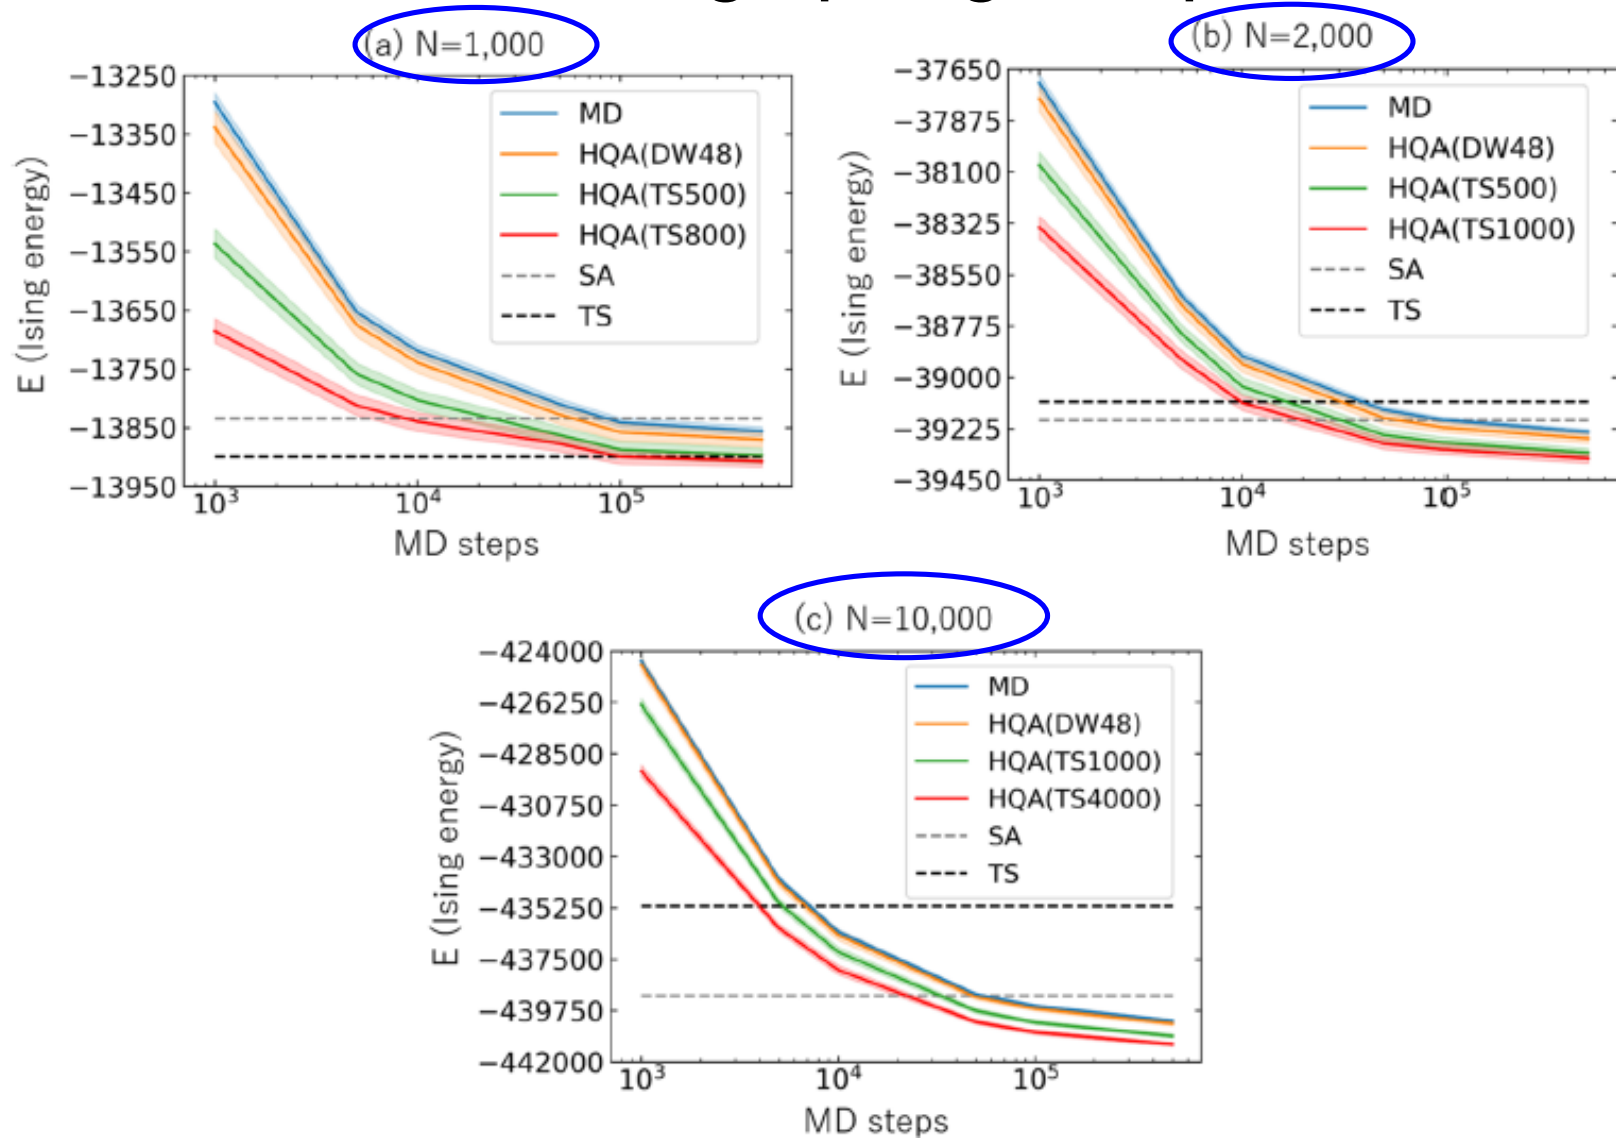 (a) N=1,000
−13250
−13350
−13450
−13550
−13650
−13750
−13850
−13950
E (Ising energy)
MD
HQA(DW48)
HQA(TS500)
HQA(TS800)
SA
TS
10³ 10⁴ 10⁵
MD steps
(b) N=2,000
−37650
−37875
−38100
−38325
−38550
−38775
−39000
−39225
−39450
E (Ising energy)
MD
HQA(DW48)
HQA(TS500)
HQA(TS1000)
SA
TS
10³ 10⁴ 10⁵
MD steps
(c) N=10,000
−424000
−426250
−428500
−430750
−433000
−435250
−437500
−439750
−442000
E (Ising energy)
MD
HQA(DW48)
HQA(TS1000)
HQA(TS4000)
SA
TS
10³ 10⁴ 10⁵
MD steps